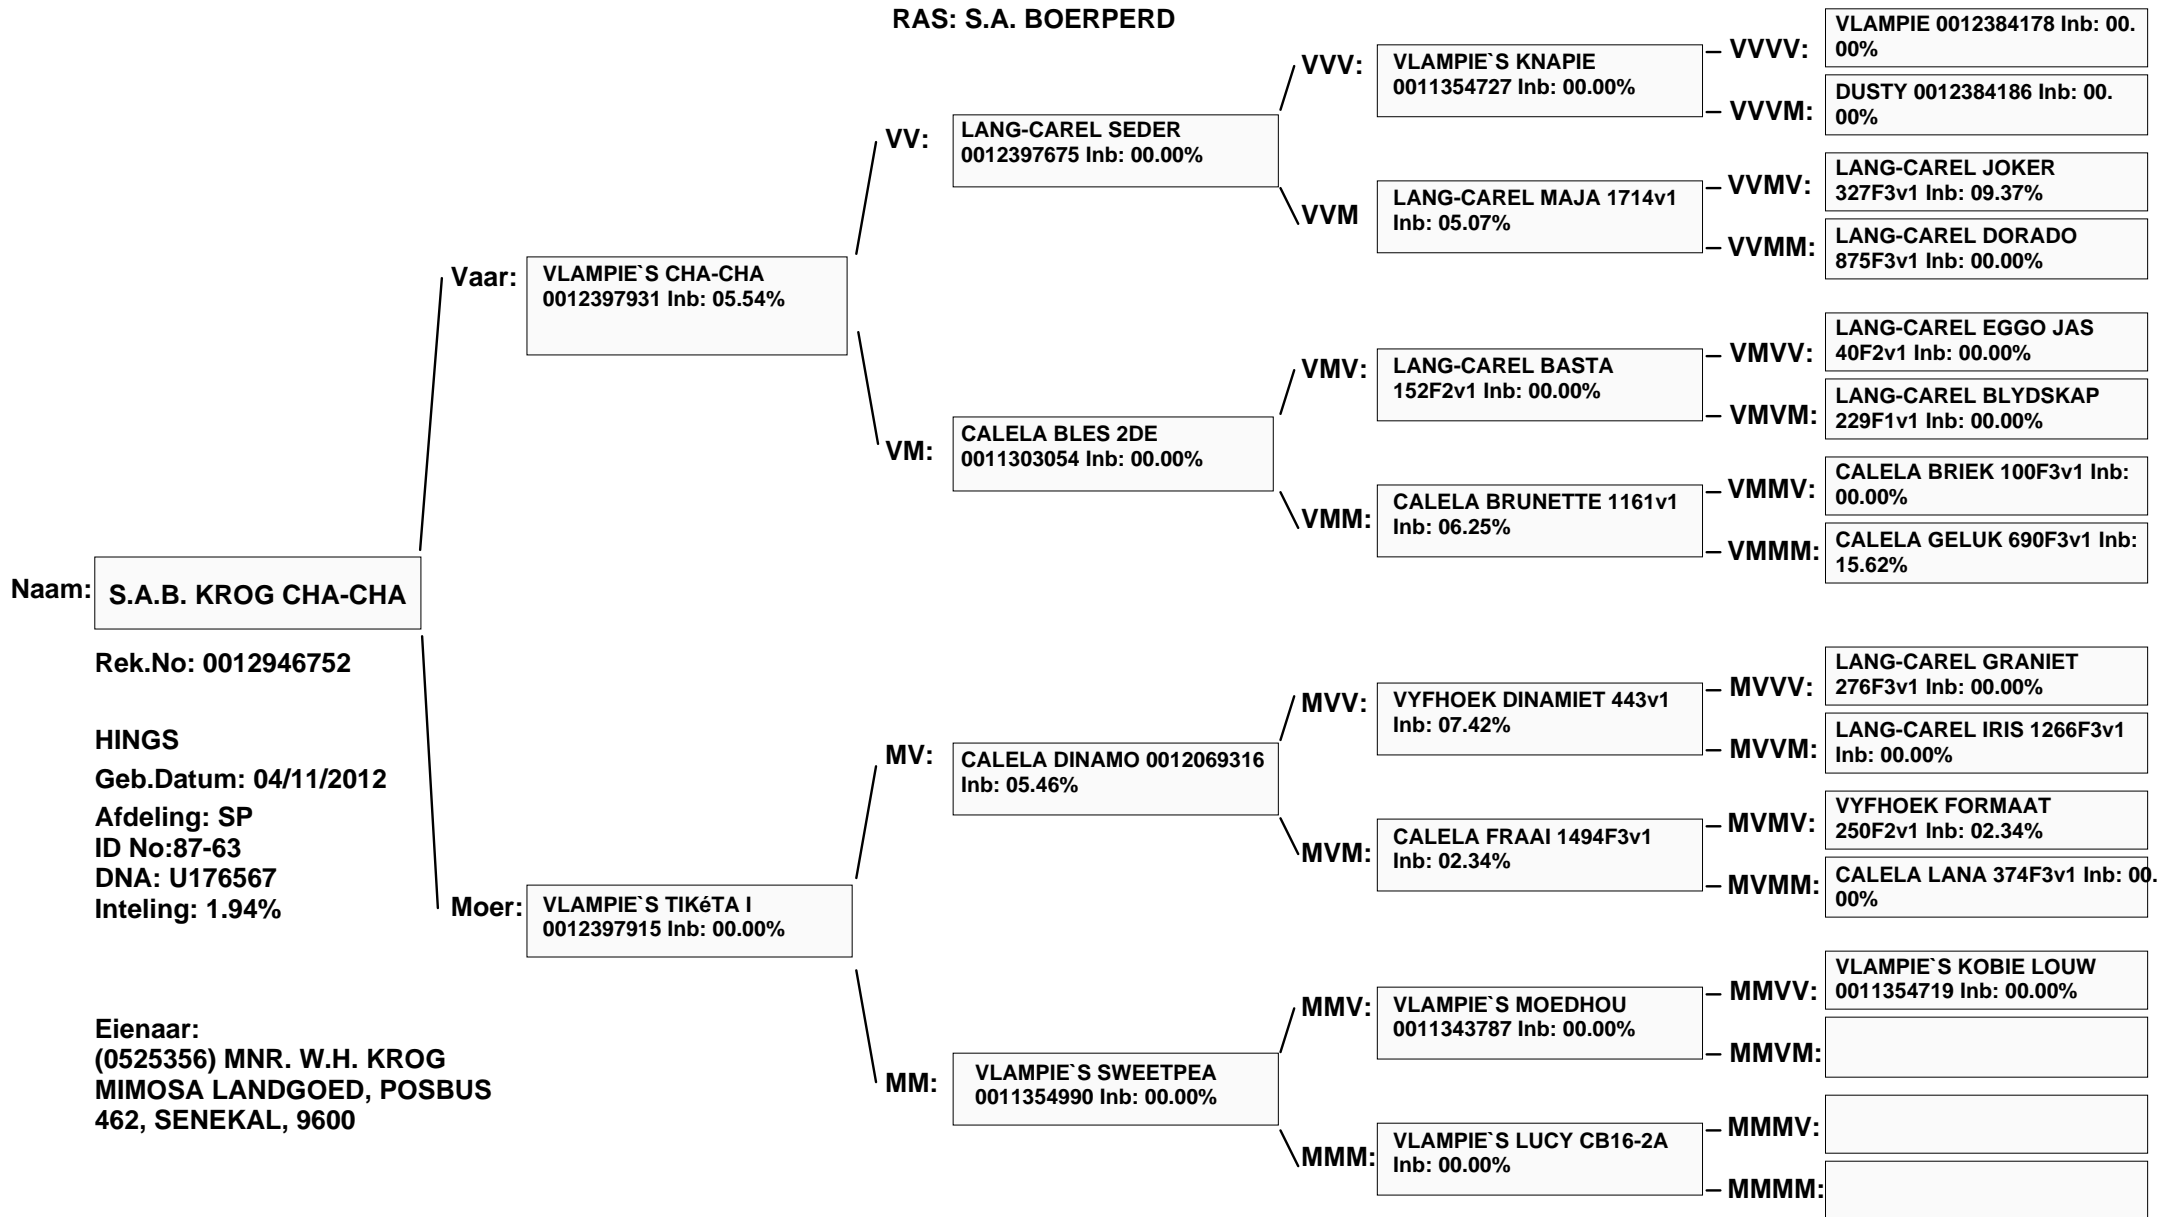 RAS: S.A. BOERPERD
Naam:
S.A.B. KROG CHA-CHA
Rek.No: 0012946752
HINGS
Geb.Datum: 04/11/2012
Afdeling: SP
ID No:87-63
DNA: U176567
Inteling: 1.94%
Eienaar:
(0525356) MNR. W.H. KROG
MIMOSA LANDGOED, POSBUS
462, SENEKAL, 9600
Vaar:
VLAMPIE`S CHA-CHA
0012397931 Inb: 05.54%
Moer:
VLAMPIE`S TIKéTA I
0012397915 Inb: 00.00%
VV:
LANG-CAREL SEDER
0012397675 Inb: 00.00%
VM:
CALELA BLES 2DE
0011303054 Inb: 00.00%
MV:
CALELA DINAMO 0012069316
Inb: 05.46%
MM:
VLAMPIE`S SWEETPEA
0011354990 Inb: 00.00%
VVV:
VLAMPIE`S KNAPIE
0011354727 Inb: 00.00%
VVM
LANG-CAREL MAJA 1714v1
Inb: 05.07%
VMV:
LANG-CAREL BASTA
152F2v1 Inb: 00.00%
VMM:
CALELA BRUNETTE 1161v1
Inb: 06.25%
MVV:
VYFHOEK DINAMIET 443v1
Inb: 07.42%
MVM:
CALELA FRAAI 1494F3v1
Inb: 02.34%
MMV:
VLAMPIE`S MOEDHOU
0011343787 Inb: 00.00%
MMM:
VLAMPIE`S LUCY CB16-2A
Inb: 00.00%
VVVV:
VLAMPIE 0012384178 Inb: 00.
00%
VVVM:
DUSTY 0012384186 Inb: 00.
00%
VVMV:
LANG-CAREL JOKER
327F3v1 Inb: 09.37%
VVMM:
LANG-CAREL DORADO
875F3v1 Inb: 00.00%
VMVV:
LANG-CAREL EGGO JAS
40F2v1 Inb: 00.00%
VMVM:
LANG-CAREL BLYDSKAP
229F1v1 Inb: 00.00%
VMMV:
CALELA BRIEK 100F3v1 Inb:
00.00%
VMMM:
CALELA GELUK 690F3v1 Inb:
15.62%
MVVV:
LANG-CAREL GRANIET
276F3v1 Inb: 00.00%
MVVM:
LANG-CAREL IRIS 1266F3v1
Inb: 00.00%
MVMV:
VYFHOEK FORMAAT
250F2v1 Inb: 02.34%
MVMM:
CALELA LANA 374F3v1 Inb: 00.
00%
MMVV:
VLAMPIE`S KOBIE LOUW
0011354719 Inb: 00.00%
MMVM:
MMMV:
MMMM: